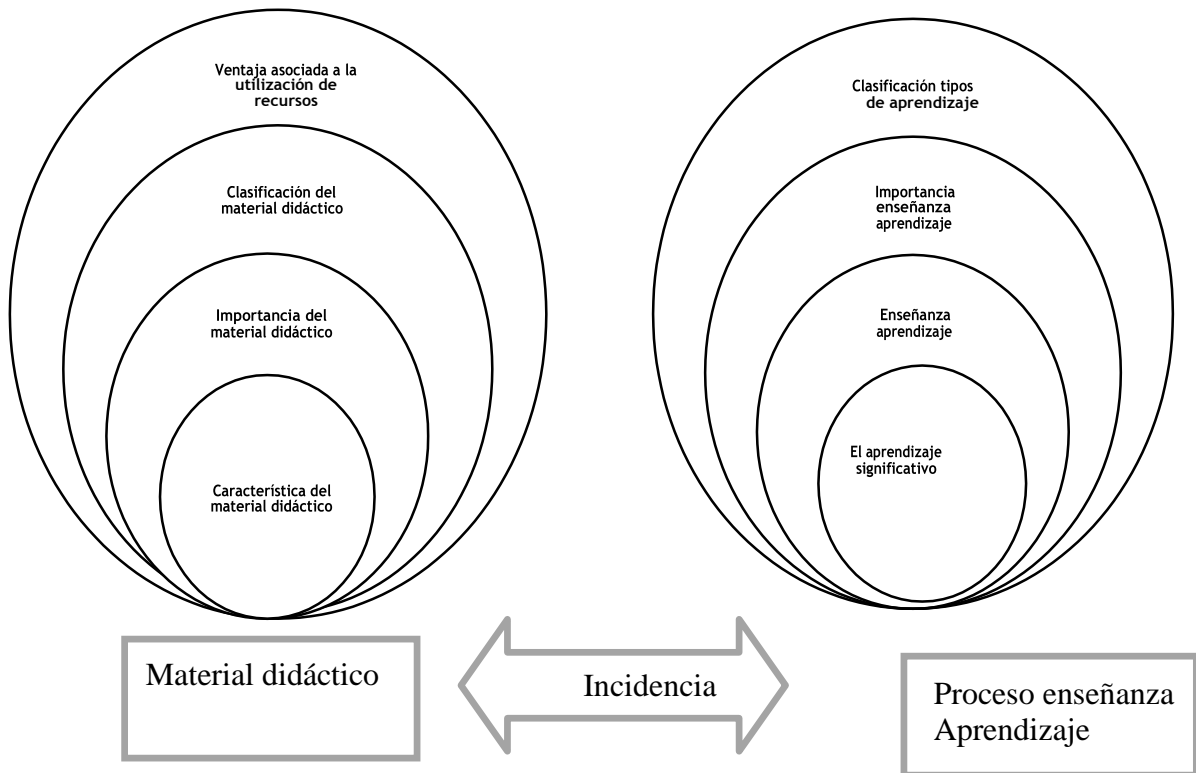 Ventaja asociada a la
utilización de
recursos
Clasificación del
material didáctico
Importancia del
material didáctico
Característica del
material didáctico
Clasificación tipos
de aprendizaje
Importancia
enseñanza
aprendizaje
Enseñanza
aprendizaje
El aprendizaje
significativo
Material didáctico
Incidencia
Proceso enseñanza
Aprendizaje